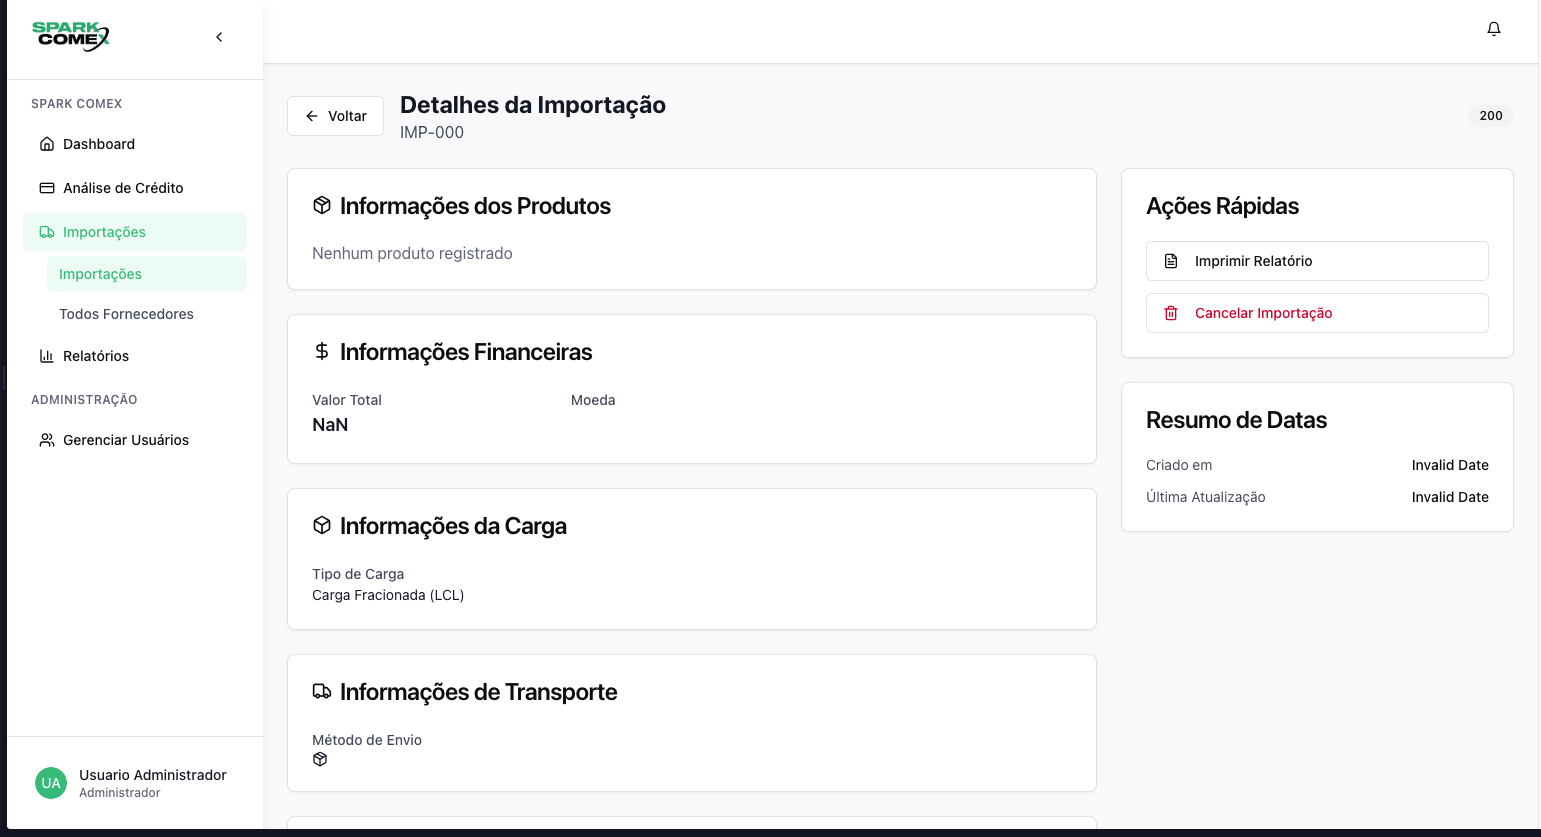 SPARK
COMEX
SPARK COMEX
Dashboard
Análise de Crédito
Importações
Importações
Todos Fornecedores
Relatórios
ADMINISTRAÇÃO
Gerenciar Usuários
UA
Usuario Administrador
Administrador
Voltar
Detalhes da Importação
IMP-000
200
Informações dos Produtos
Nenhum produto registrado
Informações Financeiras
Valor Total
Moeda
NaN
Informações da Carga
Tipo de Carga
Carga Fracionada (LCL)
Informações de Transporte
Método de Envio
Ações Rápidas
Imprimir Relatório
Cancelar Importação
Resumo de Datas
Criado em
Invalid Date
Última Atualização
Invalid Date